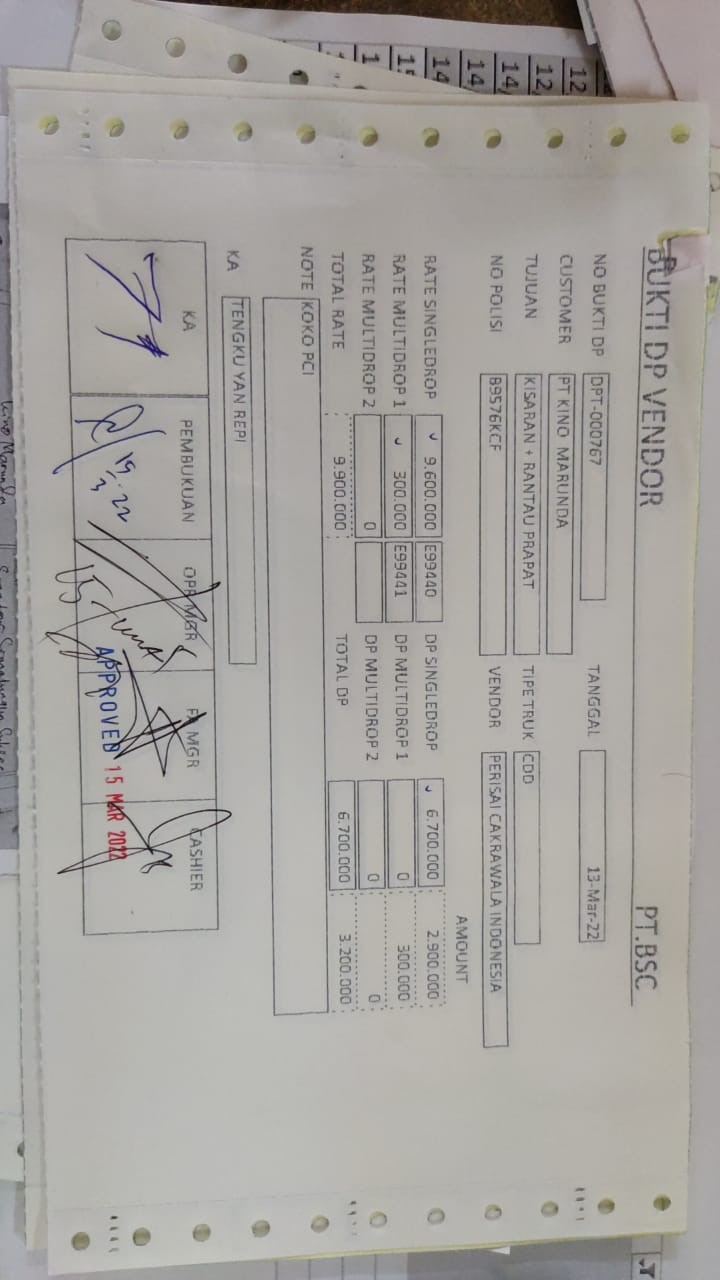 BUKTI DP VENDOR PT.BSC
NO BUKTI DP DPT-000767 TANGGAL 13-Mar-22
CUSTOMER PT KINO MARUNDA
TUJUAN KISARAN + RANTAU PRAPAT TIPE TRUK CDD
NO POLISI B9576KCF VENDOR PERISAI CAKRAWALA INDONESIA
AMOUNT
RATE SINGLEDROP 9.600.000 E99440 DP SINGLEDROP 6.700.000 2.900.000
RATE MULTIDROP 1 300.000 E99441 DP MULTIDROP 1 0 300.000
RATE MULTIDROP 2 0 DP MULTIDROP 2 0 0
TOTAL RATE 9.900.000 TOTAL DP 6.700.000 3.200.000
NOTE KOKO PCI
KA TENGKU YAN REPI
KA PEMBUKUAN OPR MGR FA MGR CASHIER
APPROVED 15 MAR 2022